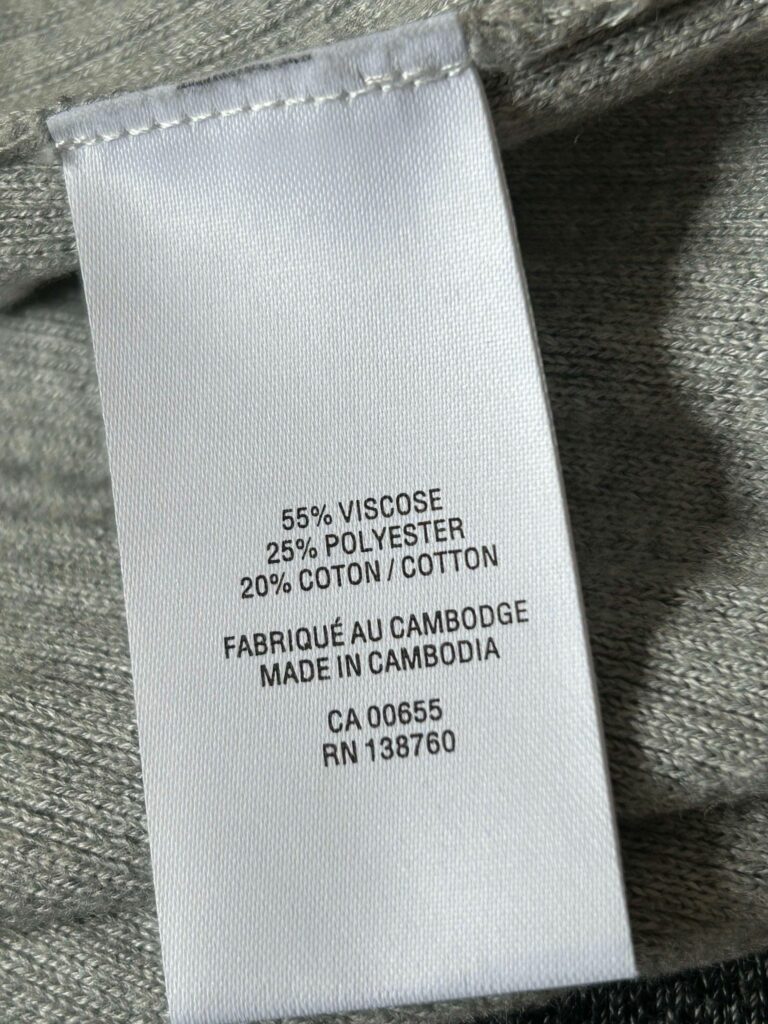 55% VISCOSE
25% POLYESTER
20% COTON / COTTON
FABRIQUÉ AU CAMBODGE
MADE IN CAMBODIA
CA 00655
RN 138760